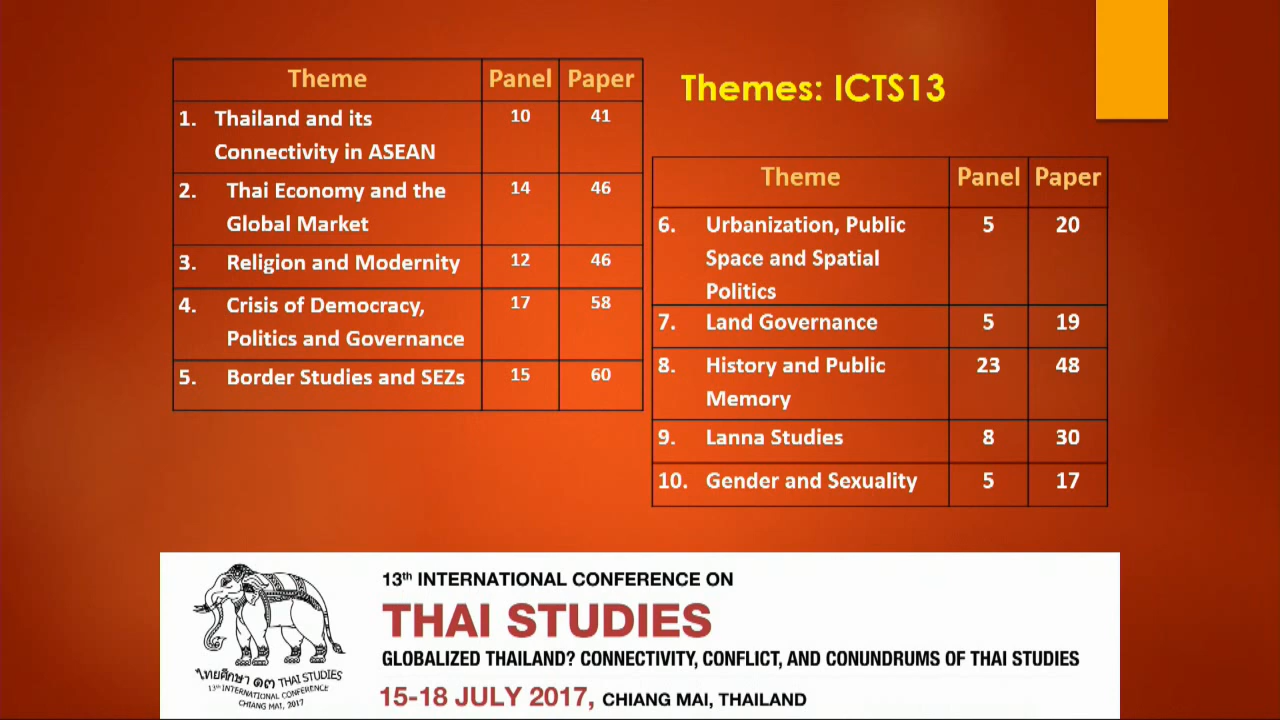 Themes: ICTS13
Theme Panel Paper
1. Thailand and its 10 41
Connectivity in ASEAN
2. Thai Economy and the 14 46
Global Market
3. Religion and Modernity 12 46
4. Crisis of Democracy, 17 58
Politics and Governance
5. Border Studies and SEZs 15 60
Theme Panel Paper
6. Urbanization, Public 5 20
Space and Spatial
Politics
7. Land Governance 5 19
8. History and Public 23 48
Memory
9. Lanna Studies 8 30
10. Gender and Sexuality 5 17
13th INTERNATIONAL CONFERENCE ON
THAI STUDIES
GLOBALIZED THAILAND? CONNECTIVITY, CONFLICT, AND CONUNDRUMS OF THAI STUDIES
15-18 JULY 2017, CHIANG MAI, THAILAND
ไทยศึกษา ๑๓ THAI STUDIES
13th INTERNATIONAL CONFERENCE
CHIANG MAI, 2017